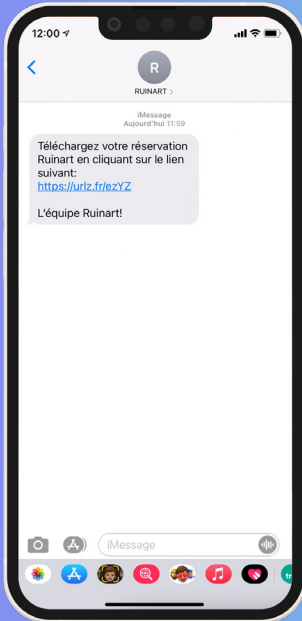 12:00
R
RUINART >
iMessage
Aujourd'hui 11:59
Téléchargez votre réservation
Ruinart en cliquant sur le lien
suivant:
https://urlz.fr/ezYZ
L'équipe Ruinart!
iMessage